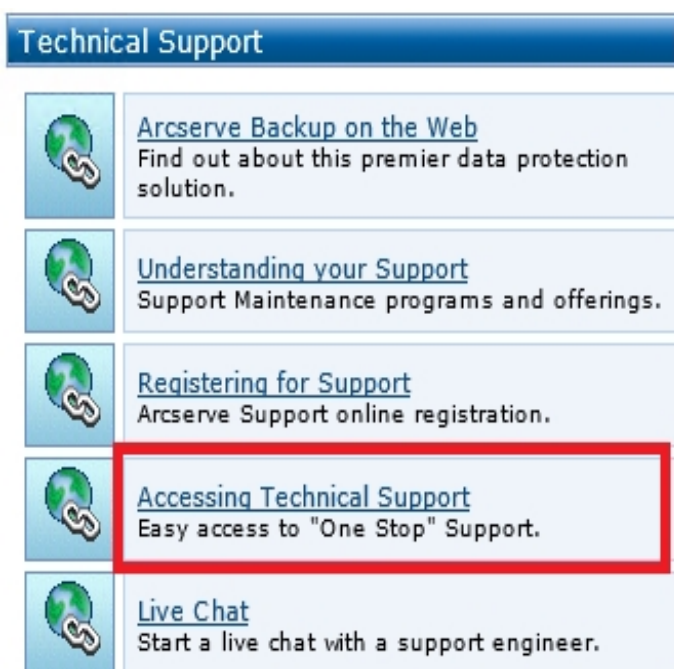 Technical Support
Arcserve Backup on the Web
Find out about this premier data protection
solution.
Understanding your Support
Support Maintenance programs and offerings.
Registering for Support
Arcserve Support online registration.
Accessing Technical Support
Easy access to "One Stop" Support.
Live Chat
Start a live chat with a support engineer.